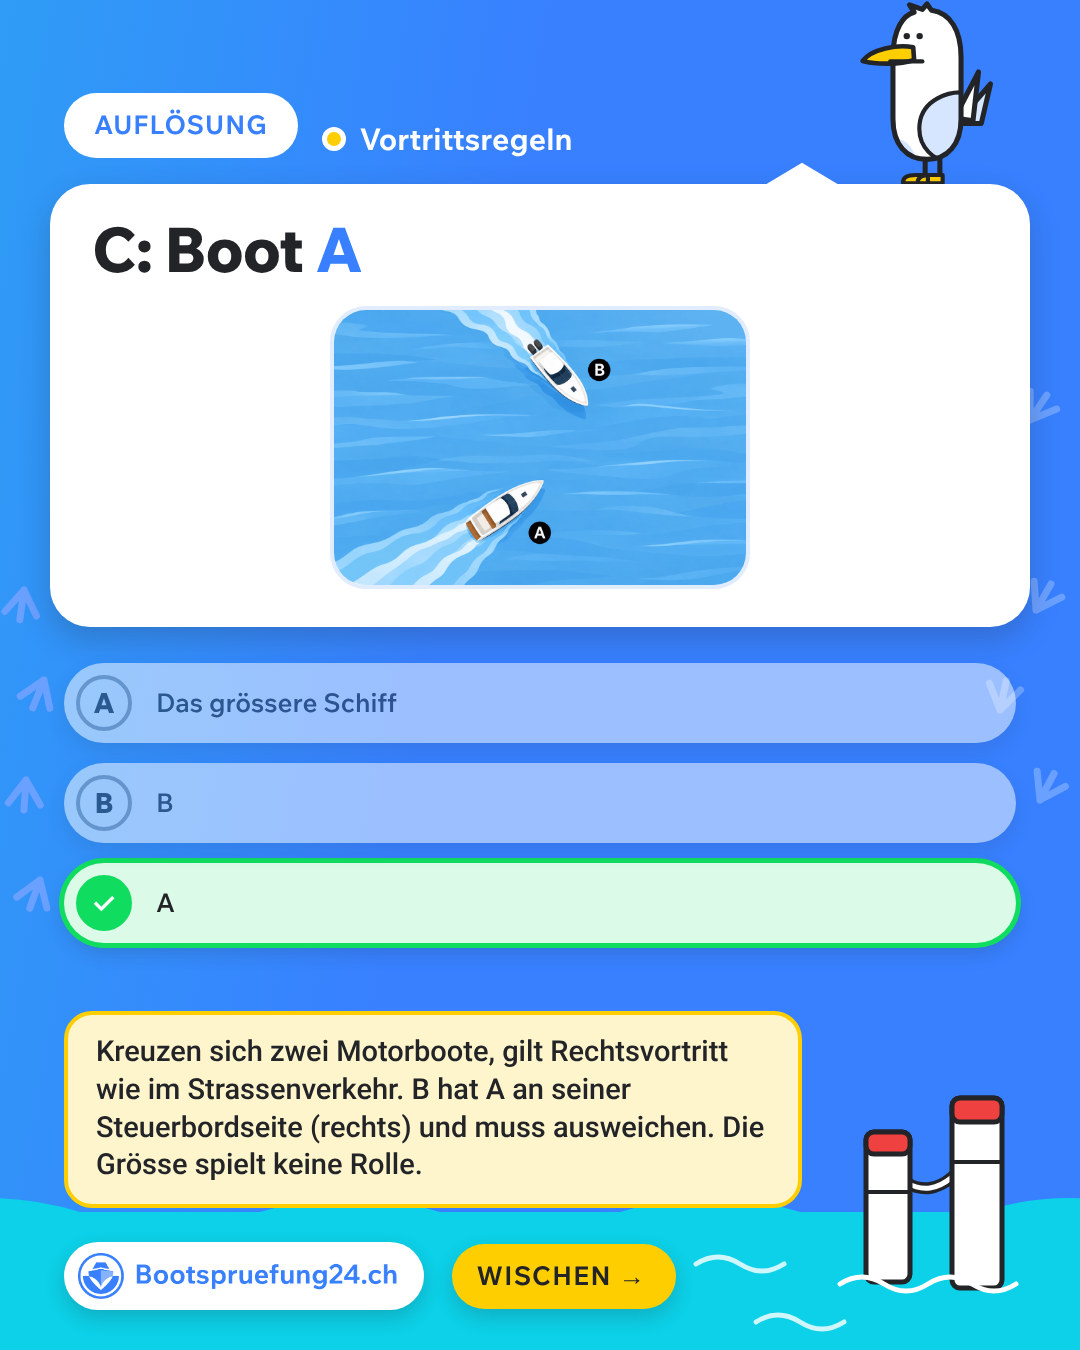 AUFLÖSUNG
Vortrittsregeln
C: Boot A
B
A
A Das grössere Schiff
B B
A
Kreuzen sich zwei Motorboote, gilt Rechtsvortritt
wie im Strassenverkehr. B hat A an seiner
Steuerbordseite (rechts) und muss ausweichen. Die
Grösse spielt keine Rolle.
Bootspruefung24.ch
WISCHEN →